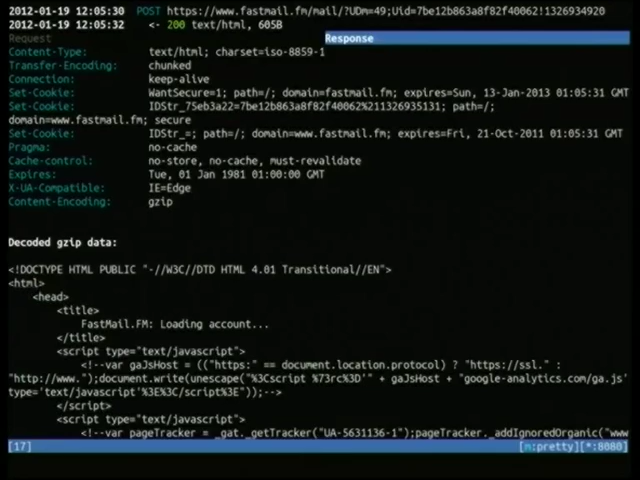 2012-01-19 12:05:30 POST https://www.fastmail.fm/mail/?UDm=49;Uid=7be12b863a8f82f40062!1326934920
2012-01-19 12:05:32 <- 200 text/html, 605B
Request Response
Content-Type: text/html; charset=iso-8859-1
Transfer-Encoding: chunked
Connection: keep-alive
Set-Cookie: WantSecure=1; path=/; domain=fastmail.fm; expires=Sun, 13-Jan-2013 01:05:31 GMT
Set-Cookie: IDStr_75eb3a22=7be12b863a8f82f40062%211326935131; path=/;
domain=www.fastmail.fm; secure
Set-Cookie: IDStr_=; path=/; domain=www.fastmail.fm; expires=Fri, 21-Oct-2011 01:05:31 GMT
Pragma: no-cache
Cache-control: no-store, no-cache, must-revalidate
Expires: Tue, 01 Jan 1981 01:00:00 GMT
X-UA-Compatible: IE=Edge
Content-Encoding: gzip
Decoded gzip data:
<!DOCTYPE HTML PUBLIC "-//W3C//DTD HTML 4.01 Transitional//EN">
<html>
<head>
<title>
FastMail.FM: Loading account...
</title>
<script type="text/javascript">
<!--var gaJsHost = (("https:" == document.location.protocol) ? "https://ssl." :
"http://www.");document.write(unescape("%3Cscript %73rc%3D'" + gaJsHost + "google-analytics.com/ga.js'
type='text/javascript'%3E%3C/script%3E"));-->
</script>
<script type="text/javascript">
<!--var pageTracker = _gat._getTracker("UA-5631136-1");pageTracker._addIgnoredOrganic("www
[17] [m:pretty][*:8080]